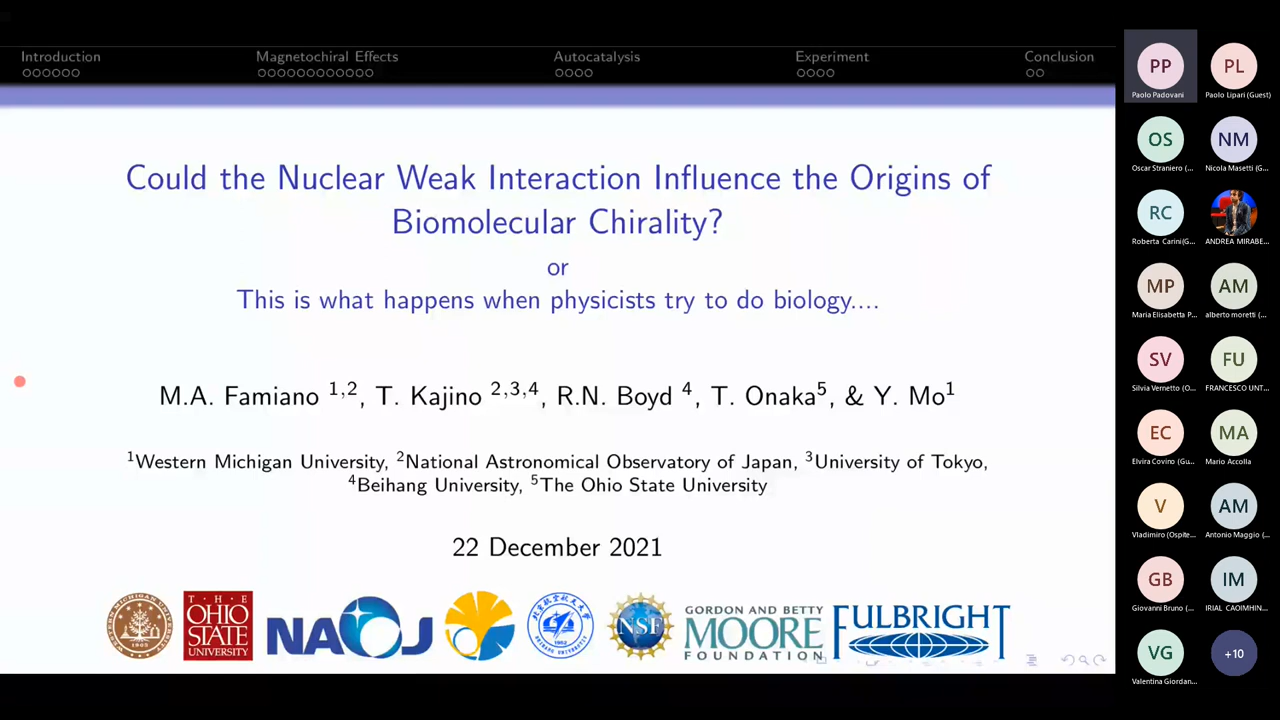 Introduction
Magnetochiral Effects
Autocatalysis
Experiment
Conclusion
Could the Nuclear Weak Interaction Influence the Origins of
Biomolecular Chirality?
or
This is what happens when physicists try to do biology....
M.A. Famiano 1,2, T. Kajino 2,3,4, R.N. Boyd 4, T. Onaka5, & Y. Mo1
1Western Michigan University, 2National Astronomical Observatory of Japan, 3University of Tokyo,
4Beihang University, 5The Ohio State University
22 December 2021
THE
OHIO
STATE
UNIVERSITY
NAOJ
NSF
GORDON AND BETTY
MOORE
FOUNDATION
FULBRIGHT
PP
Paolo Padovani
PL
Paolo Lipari (Guest)
OS
Oscar Straniero (...
NM
Nicola Masetti (G...
RC
Roberta Carini(G...
ANDREA MIRABE...
MP
Maria Elisabetta P...
AM
alberto moretti (...
SV
Silvia Vernetto (O...
FU
FRANCESCO UNT...
EC
Elvira Covino (Gu...
MA
Mario Accolla
V
Vladimiro (Ospite...
AM
Antonio Maggio (...
GB
Giovanni Bruno (...
IM
IRIAL CAOIMHIN...
VG
Valentina Giordan...
+10